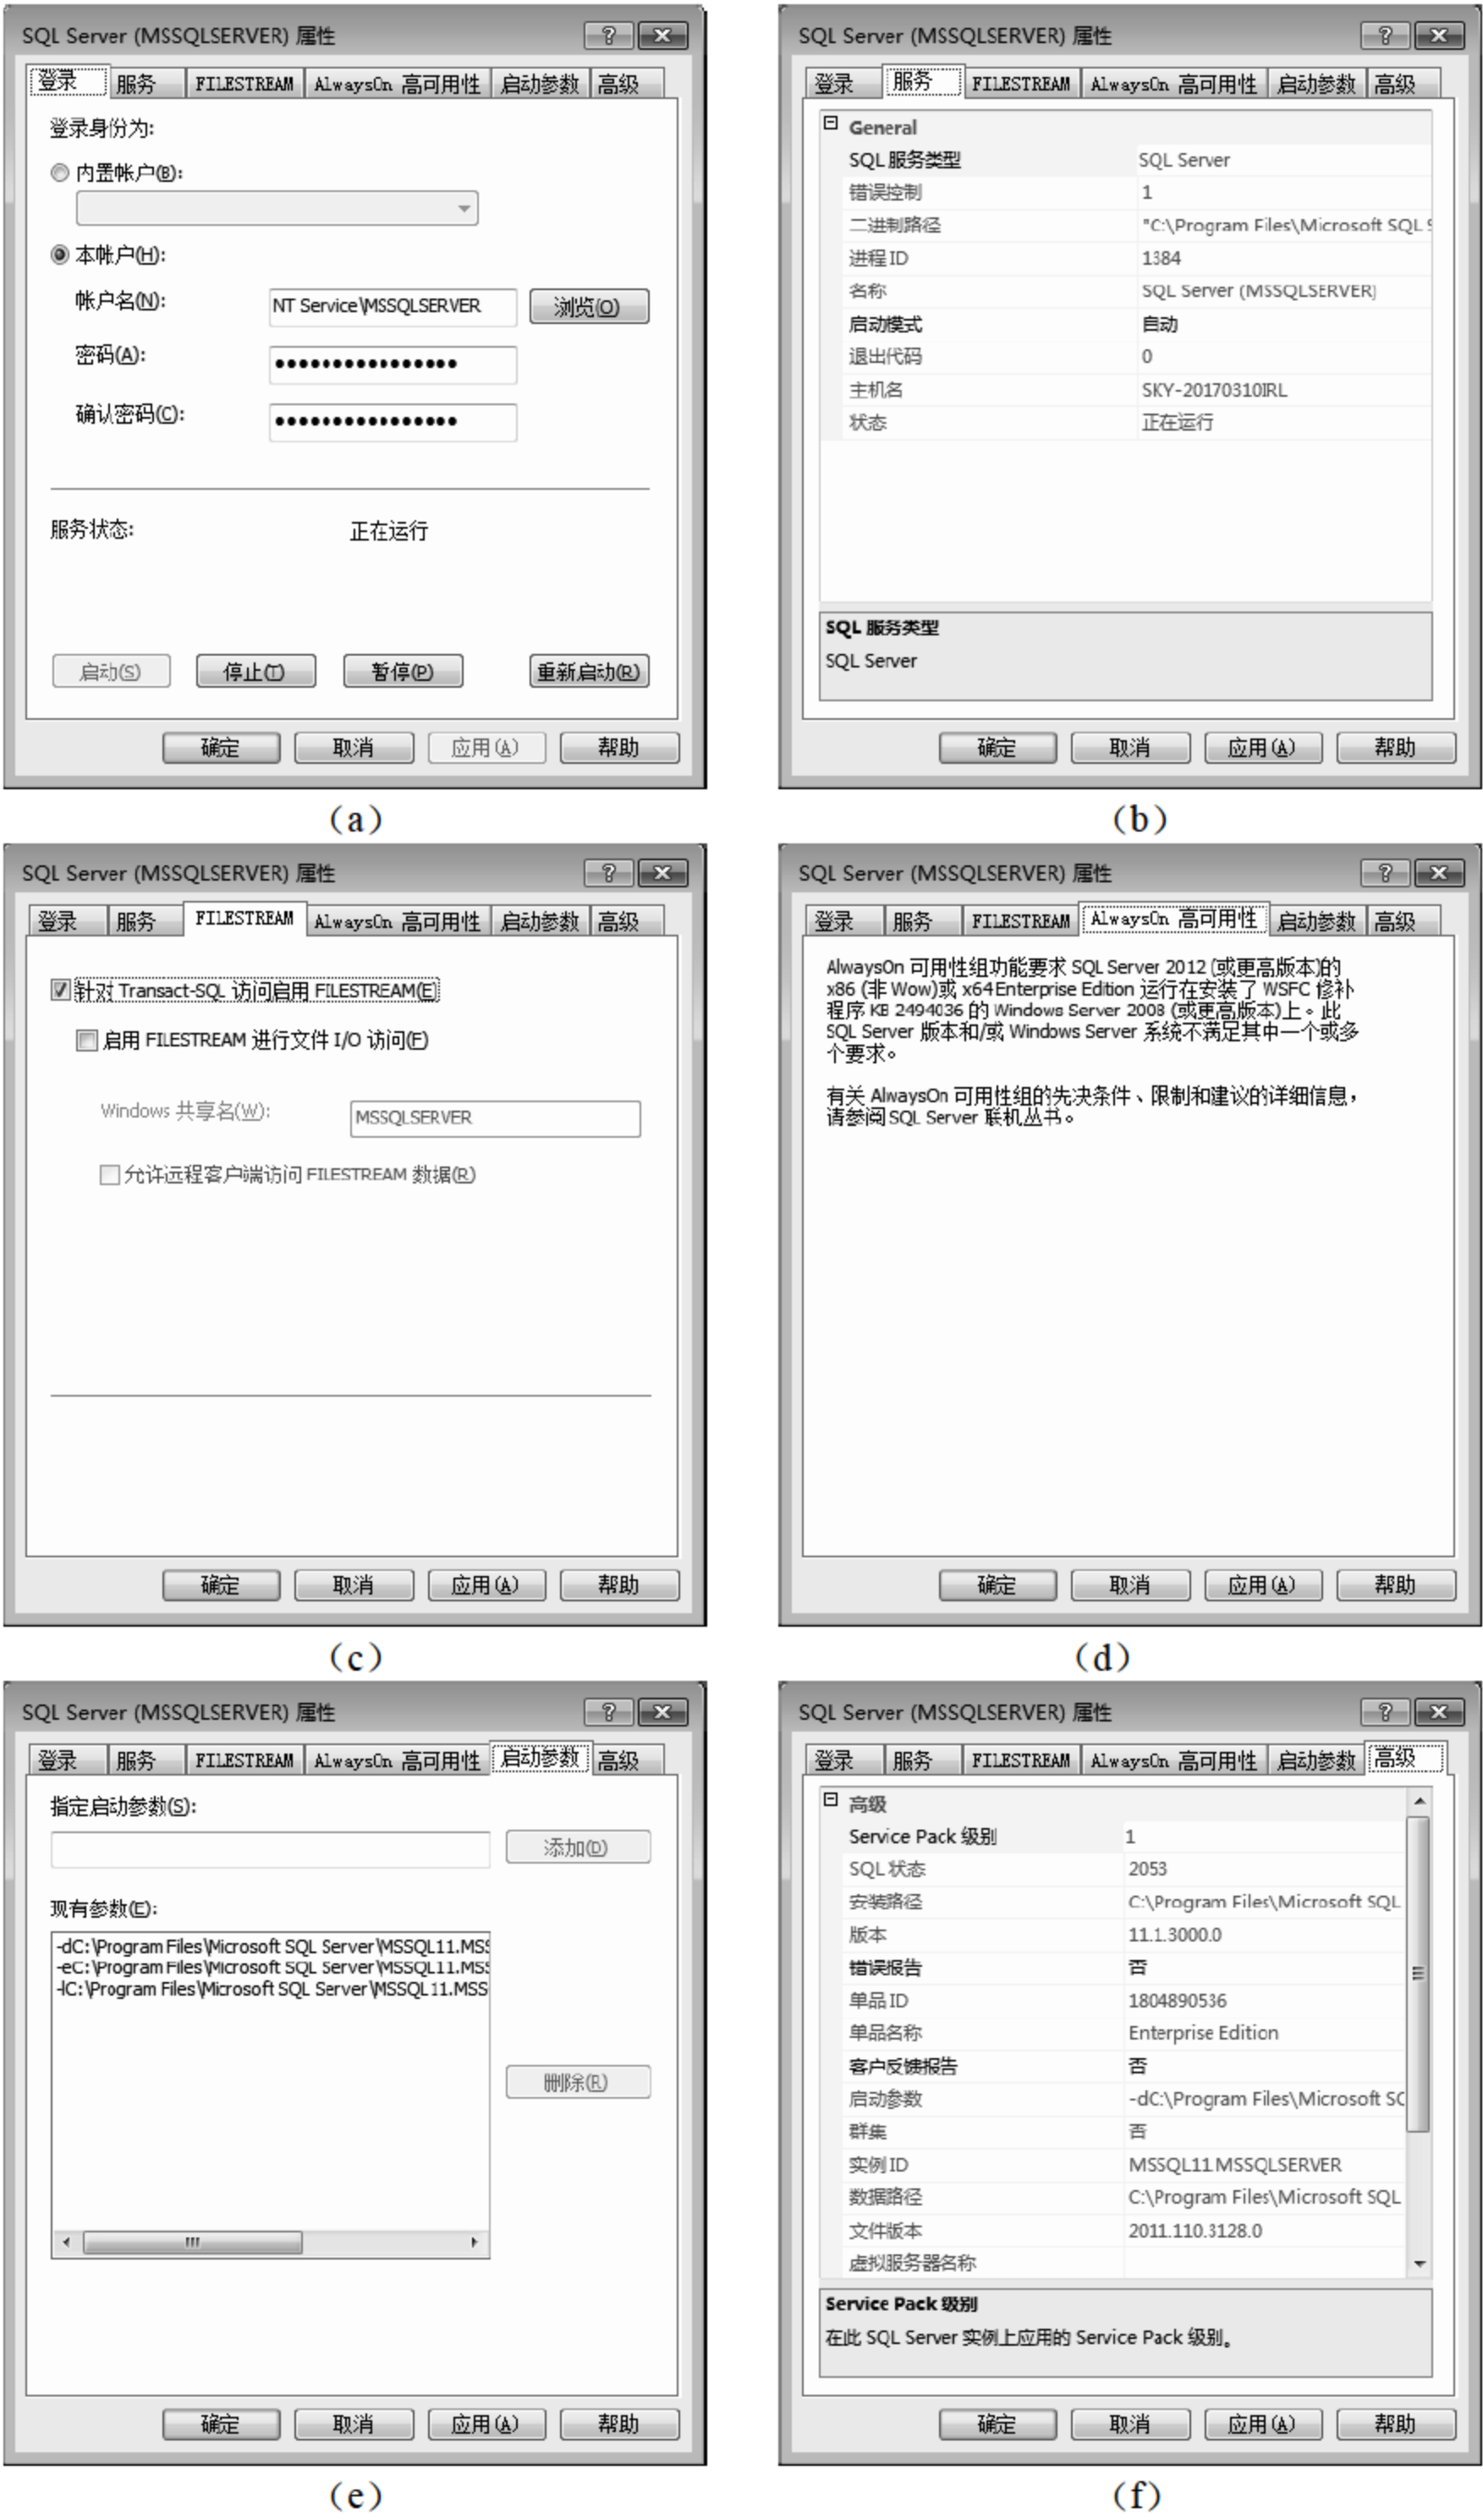 SQL Server (MSSQLSERVER) 属性
登录 服务 FILESTREAM AlwaysOn 高可用性 启动参数 高级
登录身份为:
内置帐户(B):
本帐户(H):
帐户名(N): NT Service\MSSQLSERVER 浏览(O)
密码(A): ●●●●●●●●●●●●●●●
确认密码(C): ●●●●●●●●●●●●●●●
服务状态: 正在运行
启动(S) 停止(T) 暂停(P) 重新启动(R)
确定 取消 应用(A) 帮助
(a)
SQL Server (MSSQLSERVER) 属性
登录 服务 FILESTREAM AlwaysOn 高可用性 启动参数 高级
General
SQL 服务类型 SQL Server
错误控制 1
二进制路径 "C:\Program Files\Microsoft SQL S
进程 ID 1384
名称 SQL Server (MSSQLSERVER)
启动模式 自动
退出代码 0
主机名 SKY-20170310IRL
状态 正在运行
SQL 服务类型
SQL Server
确定 取消 应用(A) 帮助
(b)
SQL Server (MSSQLSERVER) 属性
登录 服务 FILESTREAM AlwaysOn 高可用性 启动参数 高级
针对 Transact-SQL 访问启用 FILESTREAM(E)
启用 FILESTREAM 进行文件 I/O 访问(F)
Windows 共享名(W): MSSQLSERVER
允许远程客户端访问 FILESTREAM 数据(R)
确定 取消 应用(A) 帮助
(c)
SQL Server (MSSQLSERVER) 属性
登录 服务 FILESTREAM AlwaysOn 高可用性 启动参数 高级
AlwaysOn 可用性组功能要求 SQL Server 2012 (或更高版本)的
x86 (非 Wow)或 x64 Enterprise Edition 运行在安装了 WSFC 修补
程序 KB 2494036 的 Windows Server 2008 (或更高版本)上。此
SQL Server 版本和/或 Windows Server 系统不满足其中一个或多
个要求。
有关 AlwaysOn 可用性组的先决条件、限制和建议的详细信息，
请参阅 SQL Server 联机丛书。
确定 取消 应用(A) 帮助
(d)
SQL Server (MSSQLSERVER) 属性
登录 服务 FILESTREAM AlwaysOn 高可用性 启动参数 高级
指定启动参数(S):
添加(D)
现有参数(E):
-dC:\Program Files\Microsoft SQL Server\MSSQL11.MSS
-eC:\Program Files\Microsoft SQL Server\MSSQL11.MSS
-lC:\Program Files\Microsoft SQL Server\MSSQL11.MSS
删除(R)
确定 取消 应用(A) 帮助
(e)
SQL Server (MSSQLSERVER) 属性
登录 服务 FILESTREAM AlwaysOn 高可用性 启动参数 高级
高级
Service Pack 级别 1
SQL 状态 2053
安装路径 C:\Program Files\Microsoft SQL
版本 11.1.3000.0
错误报告 否
单品 ID 1804890536
单品名称 Enterprise Edition
客户反馈报告 否
启动参数 -dC:\Program Files\Microsoft SC
群集 否
实例 ID MSSQL11.MSSQLSERVER
数据路径 C:\Program Files\Microsoft SQL
文件版本 2011.110.3128.0
虚拟服务器名称
Service Pack 级别
在此 SQL Server 实例上应用的 Service Pack 级别。
确定 取消 应用(A) 帮助
(f)